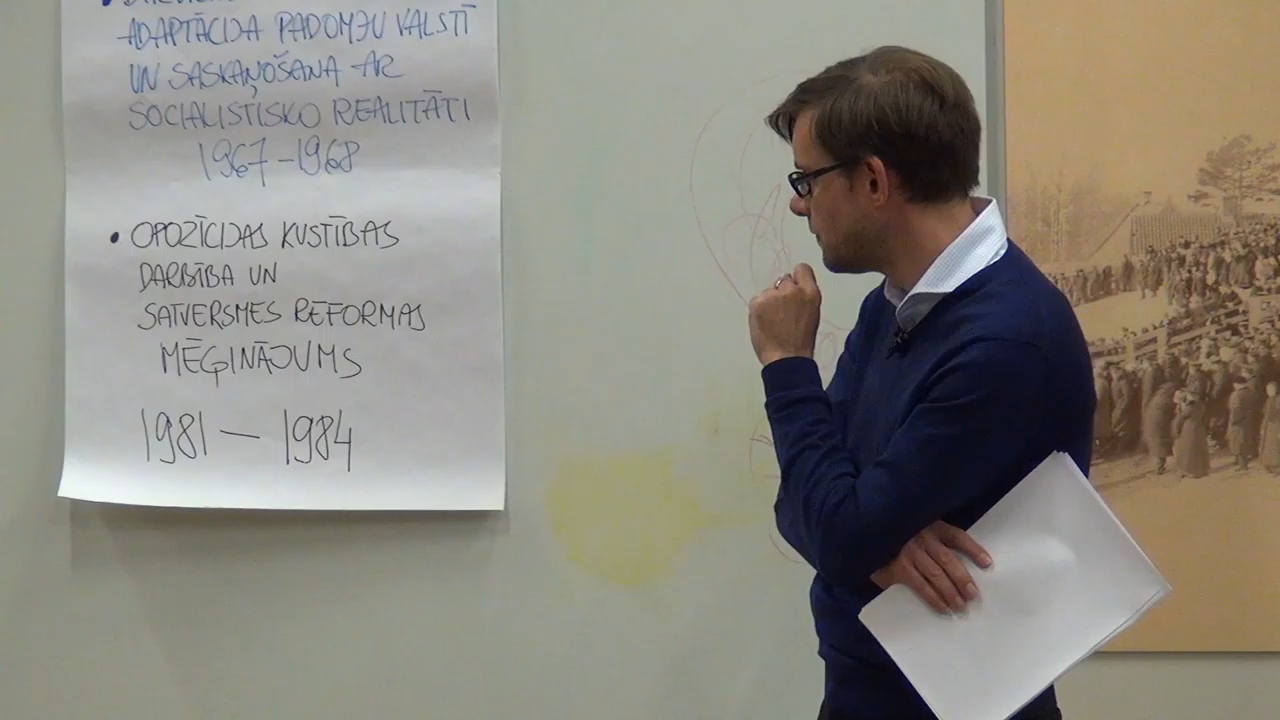 ADAPTĀCIJA PADOMJU VALSTĪ
UN SASKAŅOŠANA AR
SOCIALISTISKO REALITĀTI
1967-1968
• OPOZĪCIJAS KUSTĪBAS
DARBĪBA UN
SATVERSMES REFORMAS
MĒĢINĀJUMS
1981 — 1984